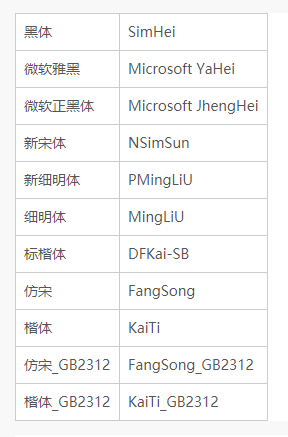 黑体 SimHei
微软雅黑 Microsoft YaHei
微软正黑体 Microsoft JhengHei
新宋体 NSimSun
新细明体 PMingLiU
细明体 MingLiU
标楷体 DFKai-SB
仿宋 FangSong
楷体 KaiTi
仿宋_GB2312 FangSong_GB2312
楷体_GB2312 KaiTi_GB2312